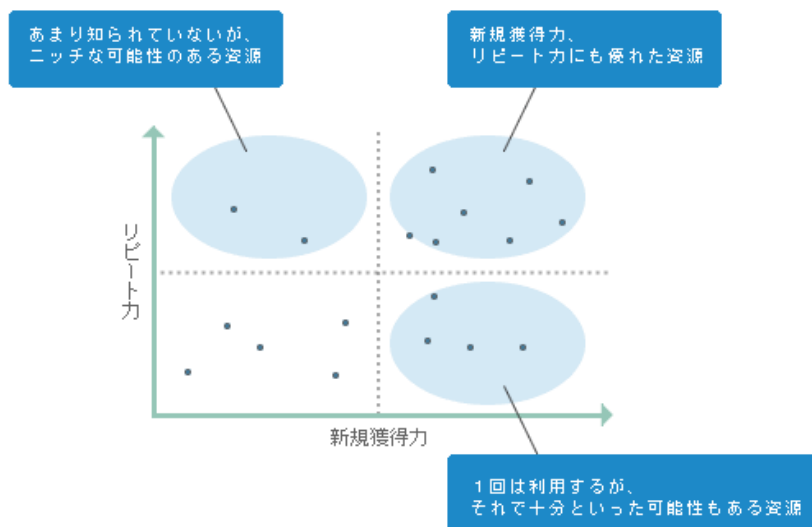 あまり知られていないが、
ニッチな可能性のある資源
新規獲得力、
リピート力にも優れた資源
リピート力
新規獲得力
1回は利用するが、
それで十分といった可能性もある資源